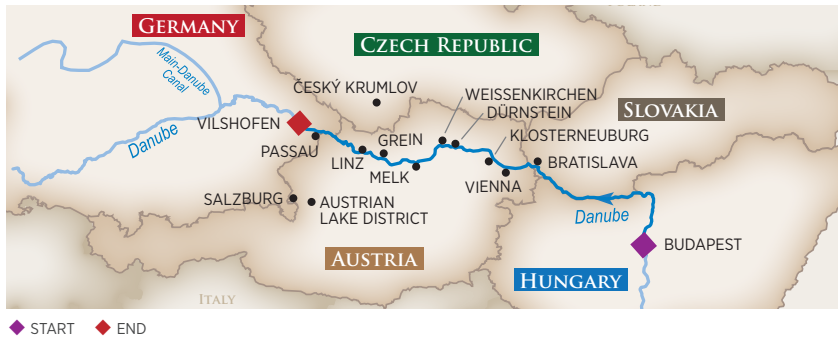 GERMANY
CZECH REPUBLIC
Main-Danube
Canal
ČESKÝ KRUMLOV
WEISSENKIRCHEN
DÜRNSTEIN
SLOVAKIA
VILSHOFEN
Danube
PASSAU
LINZ
GREIN
MELK
KLOSTERNEUBURG
VIENNA
BRATISLAVA
SALZBURG
AUSTRIAN
LAKE DISTRICT
Danube
BUDAPEST
AUSTRIA
HUNGARY
ITALY
START
END